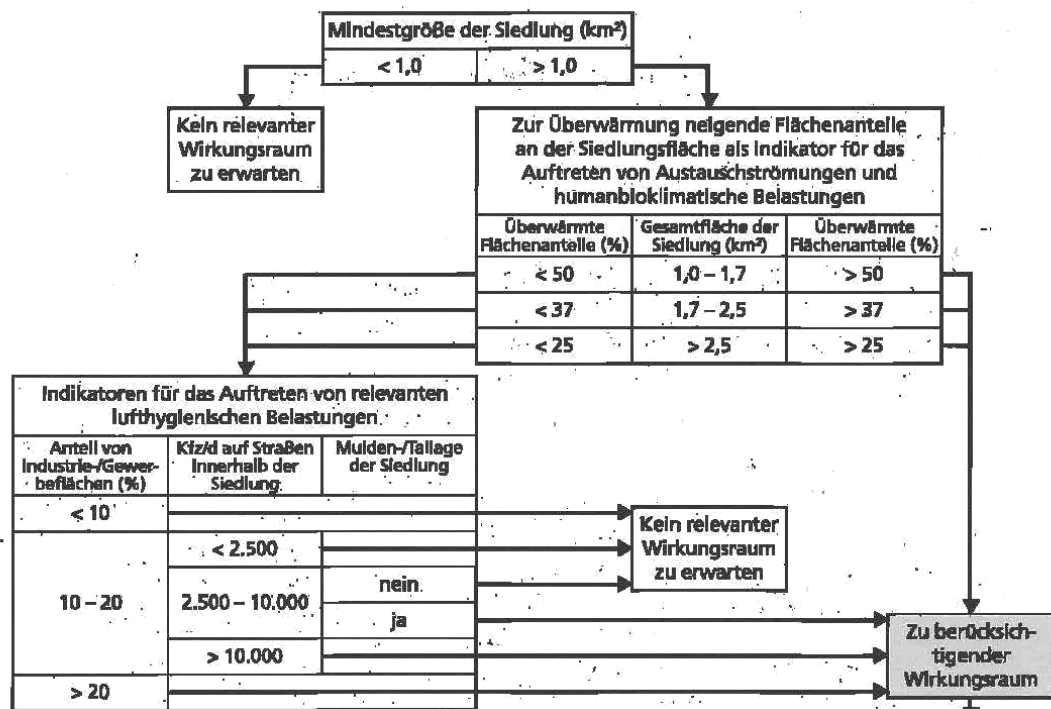 Mindestgröße der Siedlung (km²)
< 1,0 > 1,0
Kein relevanter
Wirkungsraum
zu erwarten
Zur Überwärmung neigende Flächenanteile
an der Siedlungsfläche als Indikator für das
Auftreten von Austauschströmungen und
humanbioklimatische Belastungen
Überwärmte
Flächenanteile (%)
Gesamtfläche der
Siedlung (km²)
Überwärmte
Flächenanteile (%)
< 50 1,0 – 1,7 > 50
< 37 1,7 – 2,5 > 37
< 25 > 2,5 > 25
Indikatoren für das Auftreten von relevanten
lufthygienischen Belastungen
Anteil von
Industrie-/Gewer-
beflächen (%)
Kfz/d auf Straßen
innerhalb der
Siedlung
Mulden-/Tallage
der Siedlung
< 10
10 – 20
< 2.500
2.500 – 10.000
nein
ja
> 10.000
> 20
Kein relevanter
Wirkungsraum
zu erwarten
Zu berücksich-
tigender
Wirkungsraum